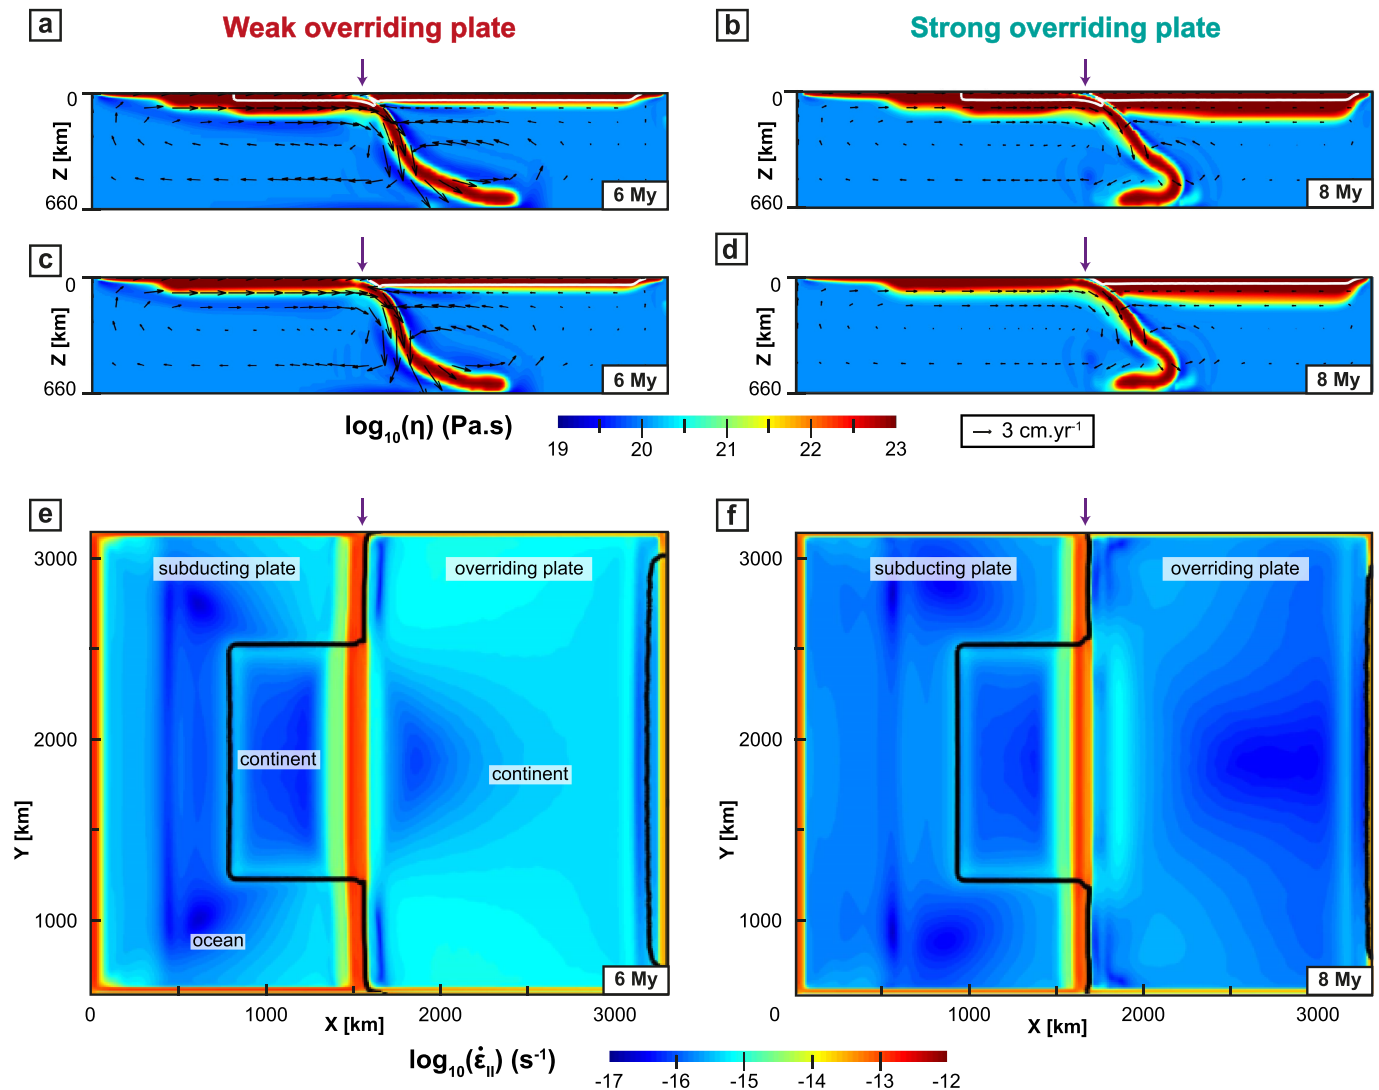 a
Weak overriding plate
b
Strong overriding plate
0
Z [km]
660
6 My
0
Z [km]
660
8 My
c
d
0
Z [km]
660
6 My
0
Z [km]
660
8 My
log10(η) (Pa.s)
19
20
21
22
23
3 cm.yr-1
e
f
3000
2000
1000
Y [km]
subducting plate
overriding plate
continent
continent
ocean
6 My
3000
2000
1000
Y [km]
subducting plate
overriding plate
8 My
0
1000
2000
3000
X [km]
0
1000
2000
3000
X [km]
log10(ε̇II) (s-1)
-17
-16
-15
-14
-13
-12